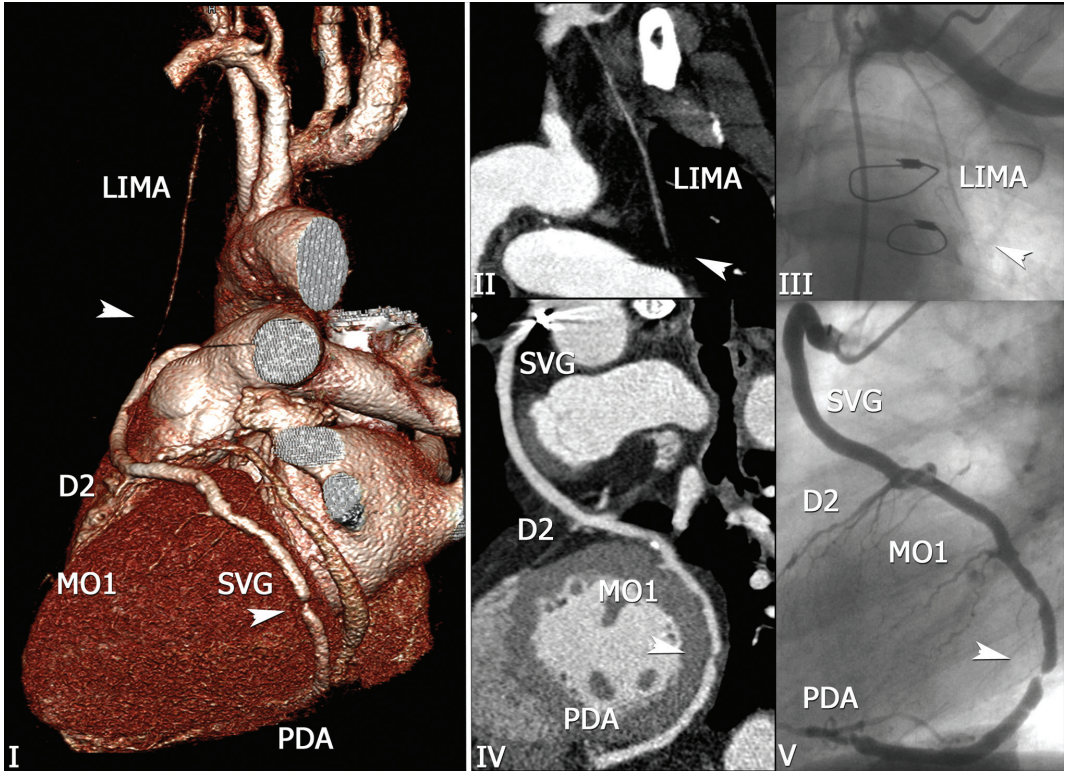 LIMA
D2
MO1
SVG
PDA
I
LIMA
II
LIMA
III
SVG
D2
MO1
PDA
IV
SVG
D2
MO1
PDA
V